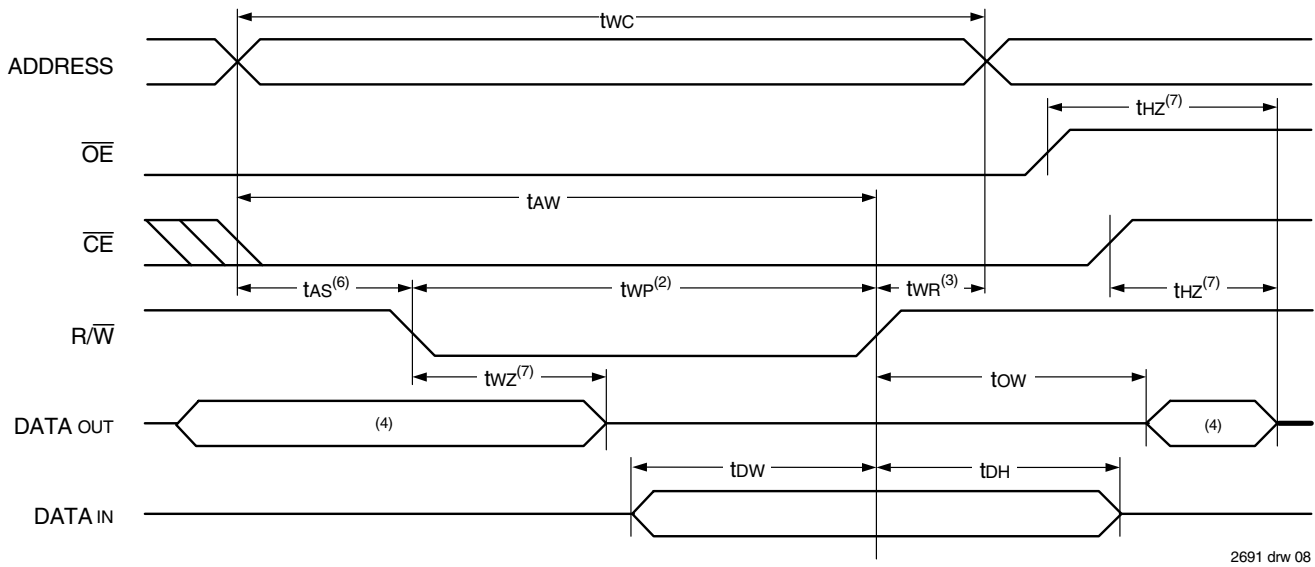 tWC
ADDRESS
tHZ(7)
OE
tAW
CE
tAS(6) tWP(2) tWR(3) tHZ(7)
R/W
tWZ(7) tOW
DATA OUT (4) (4)
tDW tDH
DATA IN
2691 drw 08